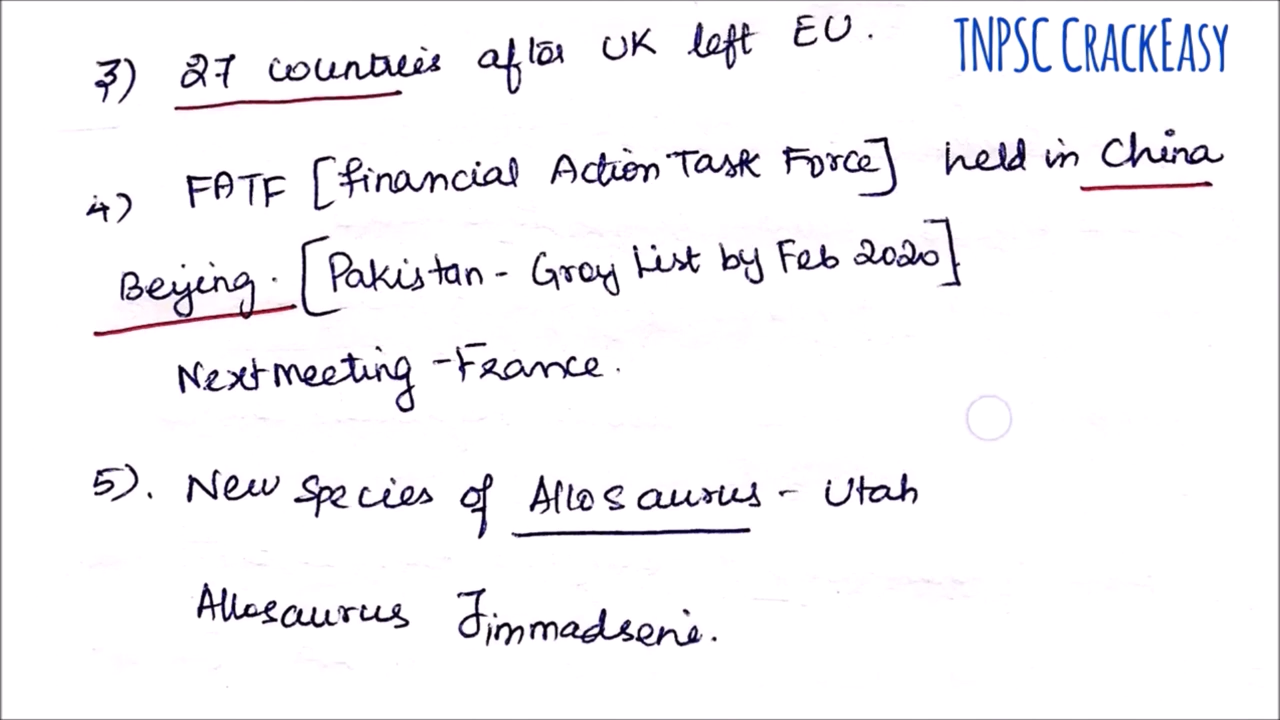 TNPSC CRACKEASY
3) 27 countries after UK left EU.
4) FATF [Financial Action Task Force] held in China
Beijing. [Pakistan - Grey List by Feb 2020]
Next meeting - France.
5). New Species of Allosaurus - Utah
Allosaurus Jimmadseni.